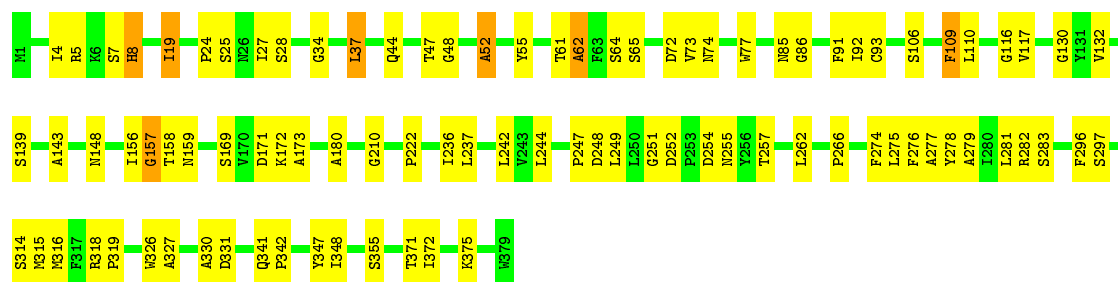 M1 I4 R5 K6 S7 H8 I19 P24 S25 N26 I27 S28 G34 L37 Q44 T47 G48 A52 Y55 T61 A62 F63 S64 S65 D72 V73 N74 W77 N85 G86 F91 I92 C93 S106 F109 L110 G116 V117 G130 Y131 V132
S139 A143 N148 I156 G157 T158 N159 S169 V170 D171 K172 A173 A180 G210 P222 I236 L237 L242 V243 L244 P247 D248 L249 L250 G251 D252 P253 D254 N255 Y256 T257 L262 P266 F274 L275 F276 A277 Y278 A279 I280 L281 R282 S283 F296 S297
S314 M315 M316 F317 R318 P319 W326 A327 A330 D331 Q341 P342 Y347 I348 S355 T371 I372 K375 W379